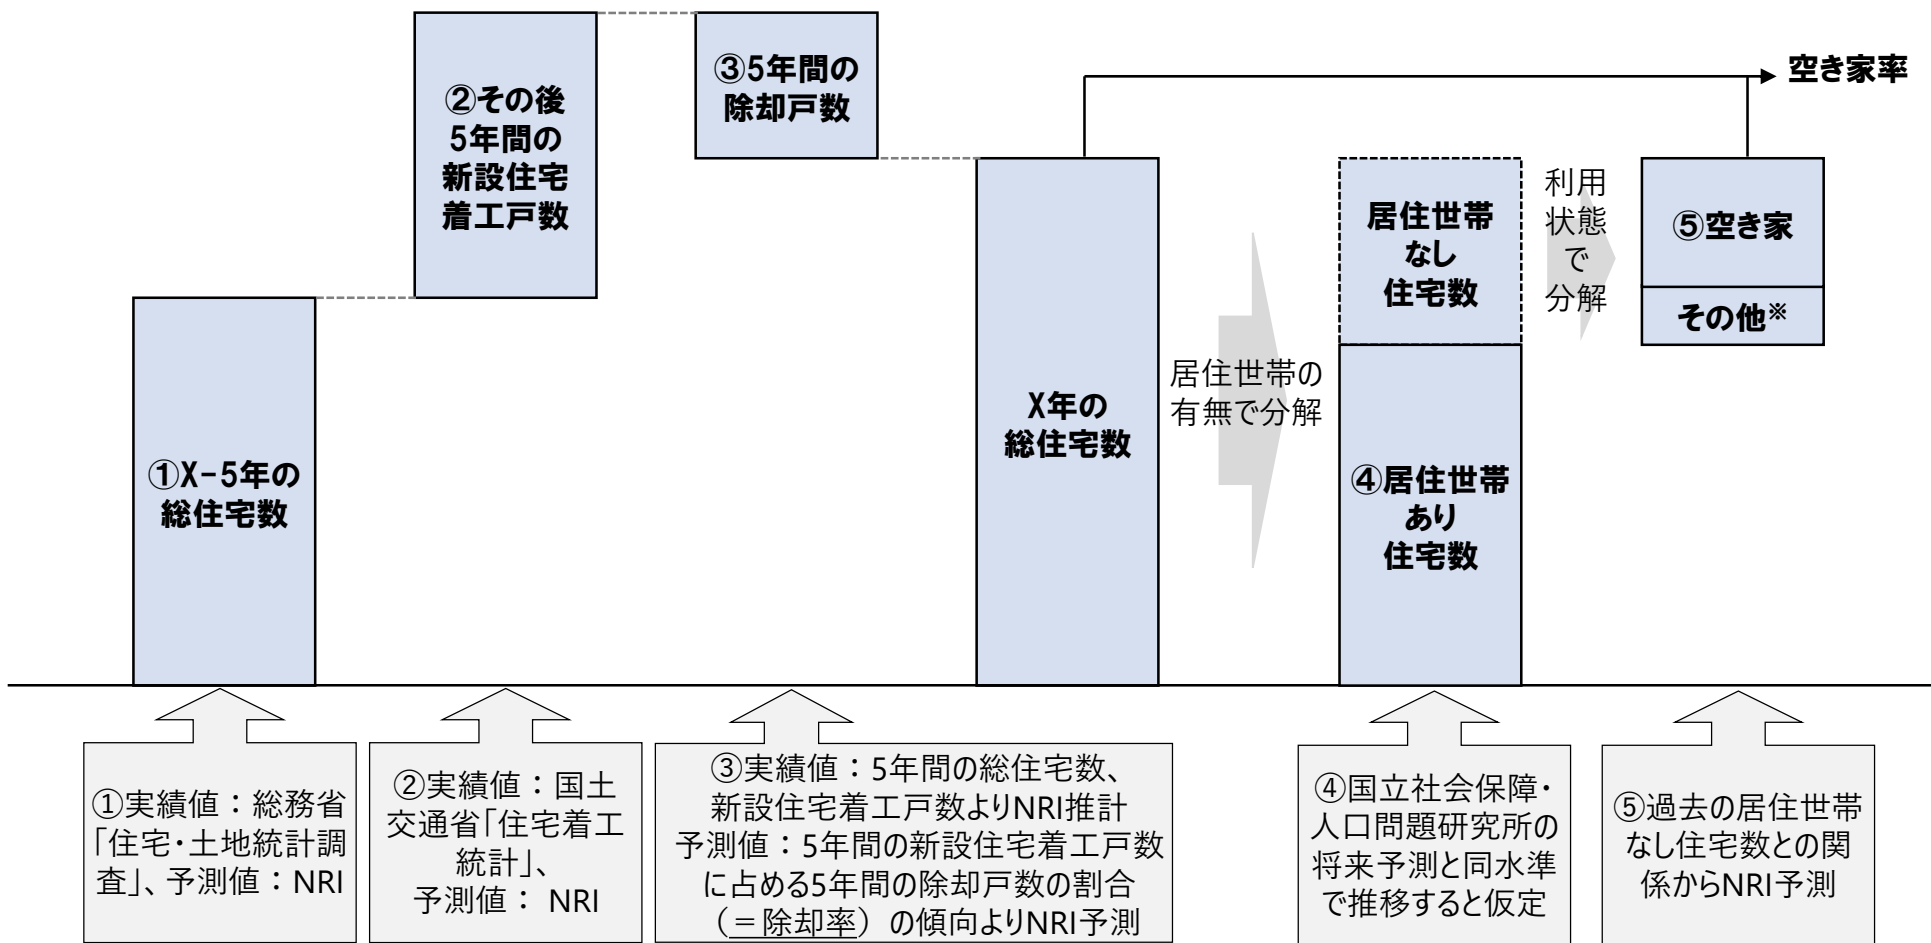 ①X-5年の
総住宅数
②その後
5年間の
新設住宅
着工戸数
③5年間の
除却戸数
X年の
総住宅数
居住世帯の
有無で分解
居住世帯
なし
住宅数
④居住世帯
あり
住宅数
利用
状態
で
分解
⑤空き家
その他※
空き家率
①実績値：総務省
「住宅・土地統計調
査」、予測値：NRI
②実績値：国土
交通省「住宅着工
統計」、
予測値： NRI
③実績値：5年間の総住宅数、
新設住宅着工戸数よりNRI推計
予測値：5年間の新設住宅着工戸数
に占める5年間の除却戸数の割合
（＝除却率）の傾向よりNRI予測
④国立社会保障・
人口問題研究所の
将来予測と同水準
で推移すると仮定
⑤過去の居住世帯
なし住宅数との関
係からNRI予測